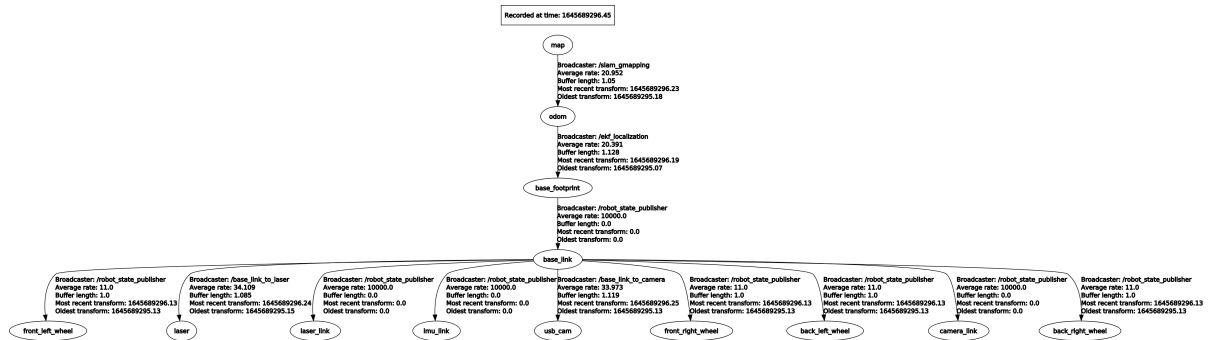 Recorded at time: 1645689296.45
map
Broadcaster: /slam_gmapping
Average rate: 20.952
Buffer length: 1.05
Most recent transform: 1645689296.23
Oldest transform: 1645689295.18
odom
Broadcaster: /ekf_localization
Average rate: 20.391
Buffer length: 1.128
Most recent transform: 1645689296.19
Oldest transform: 1645689295.07
base_footprint
Broadcaster: /robot_state_publisher
Average rate: 10000.0
Buffer length: 0.0
Most recent transform: 0.0
Oldest transform: 0.0
base_link
Broadcaster: /robot_state_publisher
Average rate: 11.0
Buffer length: 1.0
Most recent transform: 1645689296.13
Oldest transform: 1645689295.13
front_left_wheel
Broadcaster: /base_link_to_laser
Average rate: 34.109
Buffer length: 1.085
Most recent transform: 1645689296.24
Oldest transform: 1645689295.15
laser
Broadcaster: /robot_state_publisher
Average rate: 10000.0
Buffer length: 0.0
Most recent transform: 0.0
Oldest transform: 0.0
laser_link
Broadcaster: /robot_state_publisher
Average rate: 10000.0
Buffer length: 0.0
Most recent transform: 0.0
Oldest transform: 0.0
imu_link
Broadcaster: /base_link_to_camera
Average rate: 33.973
Buffer length: 1.119
Most recent transform: 1645689296.25
Oldest transform: 1645689295.13
usb_cam
Broadcaster: /robot_state_publisher
Average rate: 11.0
Buffer length: 1.0
Most recent transform: 1645689296.13
Oldest transform: 1645689295.13
front_right_wheel
Broadcaster: /robot_state_publisher
Average rate: 11.0
Buffer length: 1.0
Most recent transform: 1645689296.13
Oldest transform: 1645689295.13
back_left_wheel
Broadcaster: /robot_state_publisher
Average rate: 10000.0
Buffer length: 0.0
Most recent transform: 0.0
Oldest transform: 0.0
camera_link
Broadcaster: /robot_state_publisher
Average rate: 11.0
Buffer length: 1.0
Most recent transform: 1645689296.13
Oldest transform: 1645689295.13
back_right_wheel